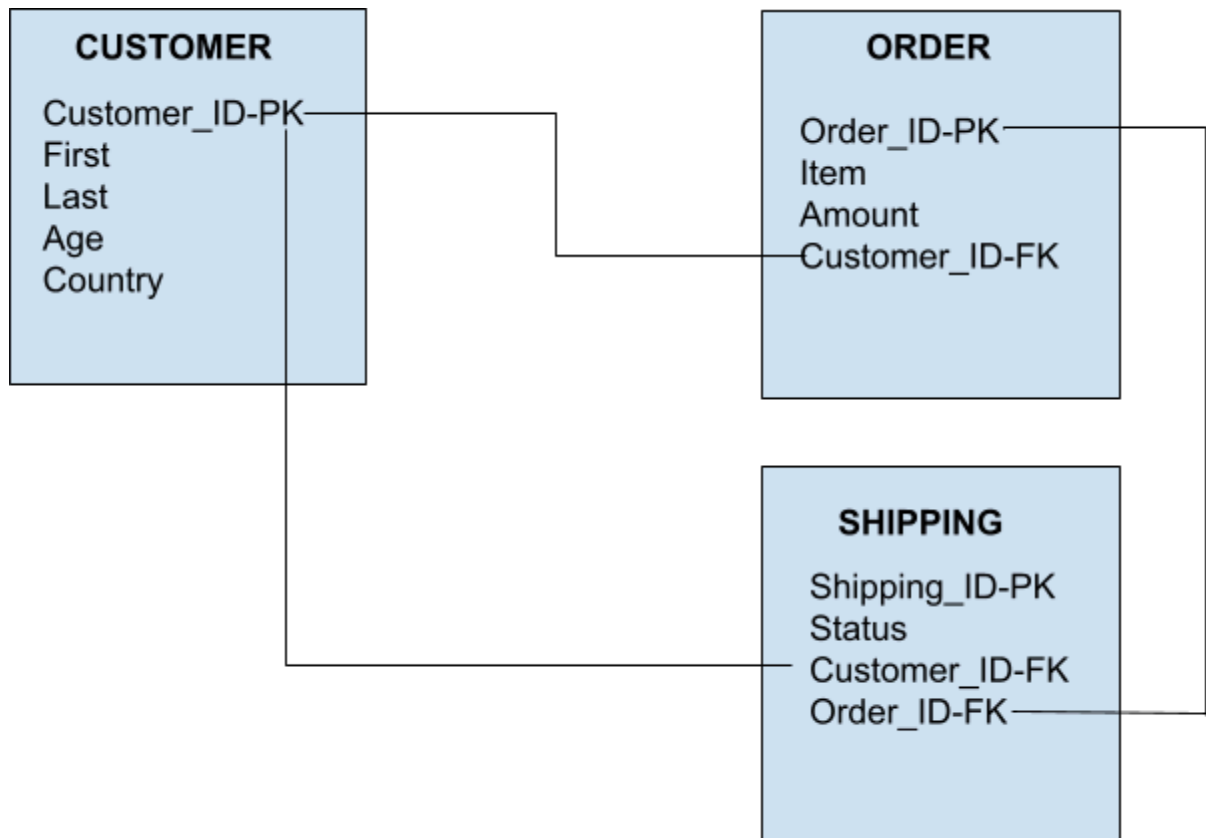 CUSTOMER
Customer_ID-PK
First
Last
Age
Country
ORDER
Order_ID-PK
Item
Amount
Customer_ID-FK
SHIPPING
Shipping_ID-PK
Status
Customer_ID-FK
Order_ID-FK